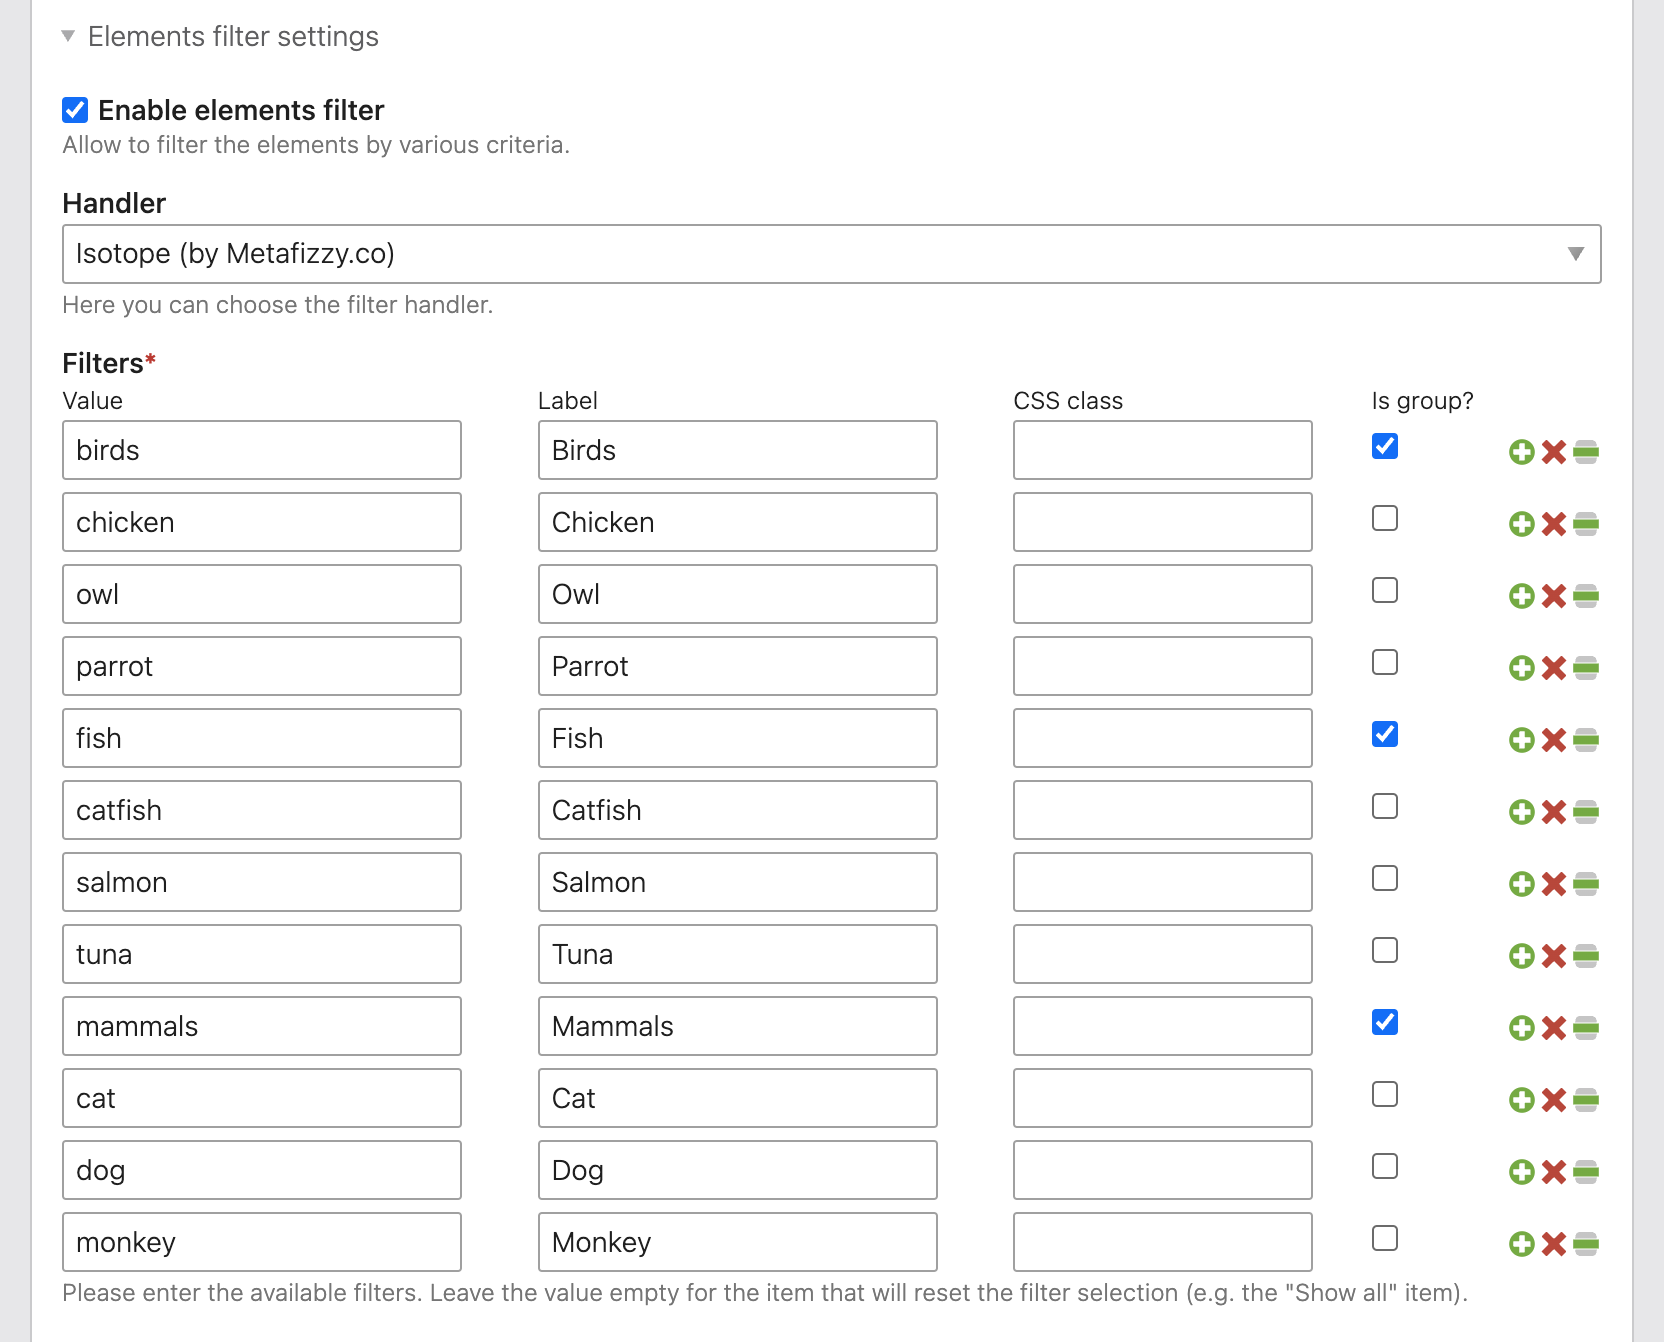 Elements filter settings
Enable elements filter
Allow to filter the elements by various criteria.
Handler
Isotope (by Metafizzy.co)
Here you can choose the filter handler.
Filters*
Value Label CSS class Is group?
birds Birds
chicken Chicken
owl Owl
parrot Parrot
fish Fish
catfish Catfish
salmon Salmon
tuna Tuna
mammals Mammals
cat Cat
dog Dog
monkey Monkey
Please enter the available filters. Leave the value empty for the item that will reset the filter selection (e.g. the "Show all" item).